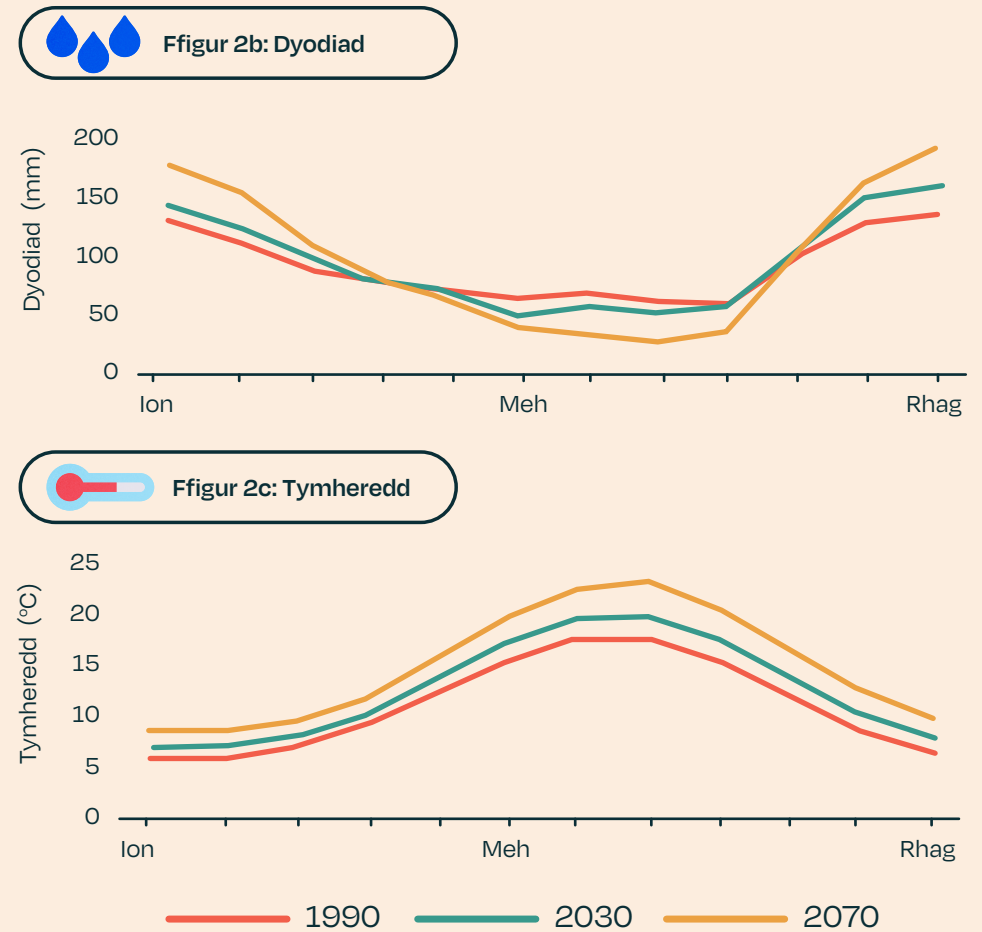 Ffigur 2b: Dyodiad
Dyodiad (mm)
200
150
100
50
0
Ion
Meh
Rhag
Ffigur 2c: Tymheredd
Tymheredd (°C)
25
20
15
10
5
0
Ion
Meh
Rhag
1990
2030
2070